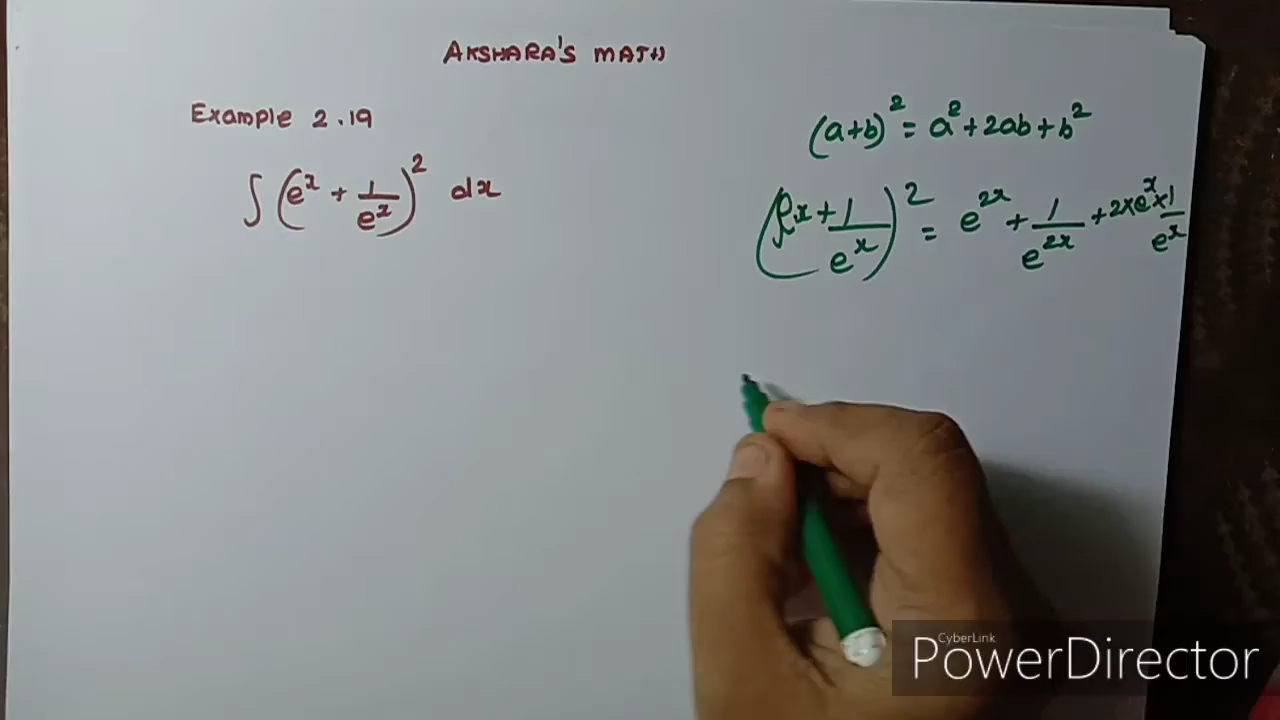 AKSHARA'S MATH
Example 2.19
∫ (eˣ + 1/eˣ)² dx
(a+b)² = a² + 2ab + b²
(eˣ + 1/eˣ)² = e²ˣ + 1/e²ˣ + 2×eˣ×1/eˣ
CyberLink
PowerDirector